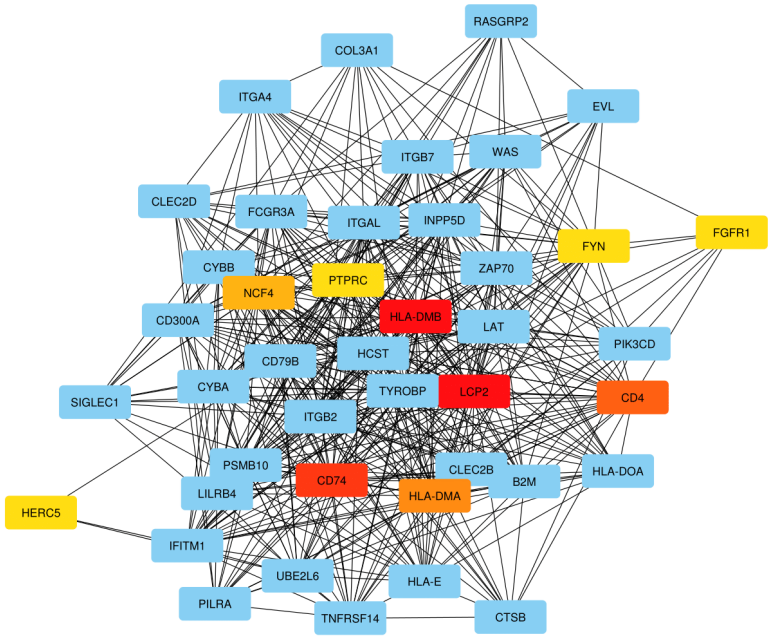 RASGRP2
COL3A1
ITGA4
EVL
ITGB7
WAS
CLEC2D
FCGR3A
ITGAL
INPP5D
FYN
FGFR1
CYBB
ZAP70
NCF4
PTPRC
CD300A
HLA-DMB
LAT
PIK3CD
CD79B
HCST
CYBA
TYROBP
LCP2
CD4
SIGLEC1
ITGB2
PSMB10
CLEC2B
HLA-DOA
LILRB4
CD74
B2M
HLA-DMA
HERC5
IFITM1
UBE2L6
HLA-E
PILRA
TNFRSF14
CTSB